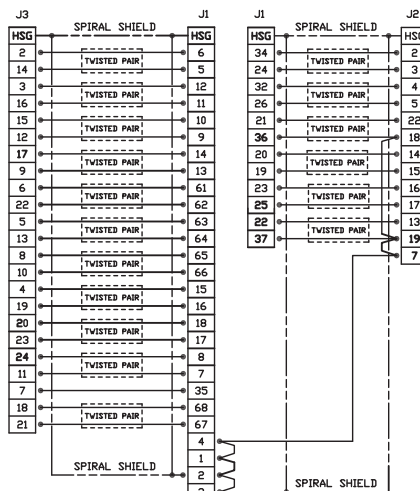 J3 J1 J1 J2
SPIRAL SHIELD SPIRAL SHIELD
HSG HSG HSG HSG
2 TWISTED PAIR 6 34 TWISTED PAIR 2
14 5 24 3
3 TWISTED PAIR 12 32 TWISTED PAIR 4
16 11 26 5
15 TWISTED PAIR 10 21 TWISTED PAIR 22
12 9 36 18
17 TWISTED PAIR 14 20 TWISTED PAIR 14
9 13 19 15
6 TWISTED PAIR 61 23 TWISTED PAIR 16
22 62 25 17
5 TWISTED PAIR 63 22 TWISTED PAIR 13
13 64 37 19
8 TWISTED PAIR 65 7
10 66
4 TWISTED PAIR 15
19 16
20 TWISTED PAIR 18
23 17
24 TWISTED PAIR 8
11 7
7 35
18 TWISTED PAIR 68
21 67
4
1
SPIRAL SHIELD 2
SPIRAL SHIELD